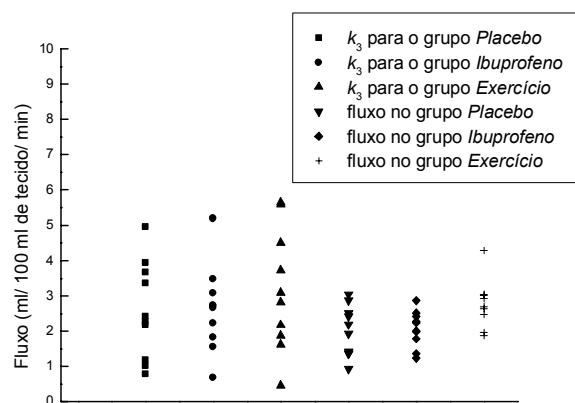 k3 para o grupo Placebo
k3 para o grupo Ibuprofeno
k3 para o grupo Exercício
fluxo no grupo Placebo
fluxo no grupo Ibuprofeno
fluxo no grupo Exercício
Fluxo (ml/ 100 ml de tecido/ min)
10
9
8
7
6
5
4
3
2
1
0